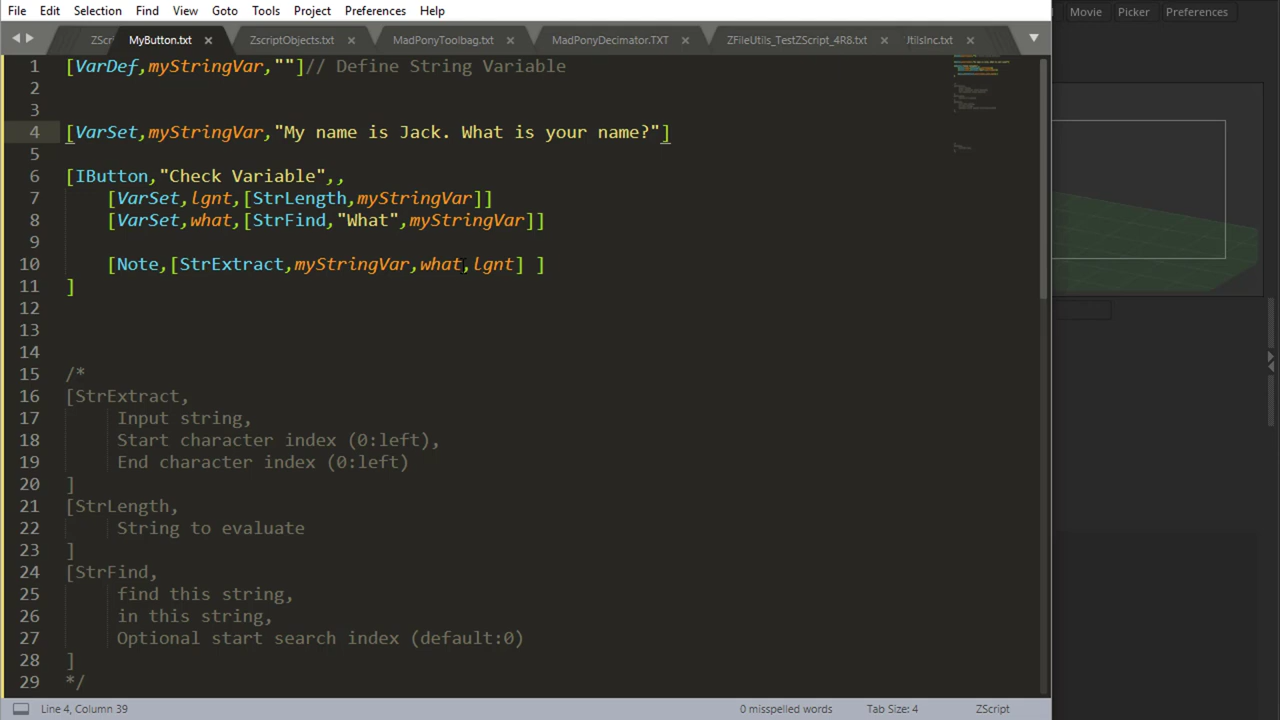 File Edit Selection Find View Goto Tools Project Preferences Help
Movie Picker Preferences
ZSc MyButton.txt × ZscriptObjects.txt × MadPonyToolbag.txt × MadPonyDecimator.TXT × ZFileUtils_TestZScript_4R8.txt × UtilsInc.txt ×
1 [VarDef,myStringVar,""]// Define String Variable
2
3
4 [VarSet,myStringVar,"My name is Jack. What is your name?"]
5
6 [IButton,"Check Variable",,
7 [VarSet,lgnt,[StrLength,myStringVar]]
8 [VarSet,what,[StrFind,"What",myStringVar]]
9
10 [Note,[StrExtract,myStringVar,what,lgnt] ]
11 ]
12
13
14
15 /*
16 [StrExtract,
17 Input string,
18 Start character index (0:left),
19 End character index (0:left)
20 ]
21 [StrLength,
22 String to evaluate
23 ]
24 [StrFind,
25 find this string,
26 in this string,
27 Optional start search index (default:0)
28 ]
29 */
Line 4, Column 39 0 misspelled words Tab Size: 4 ZScript